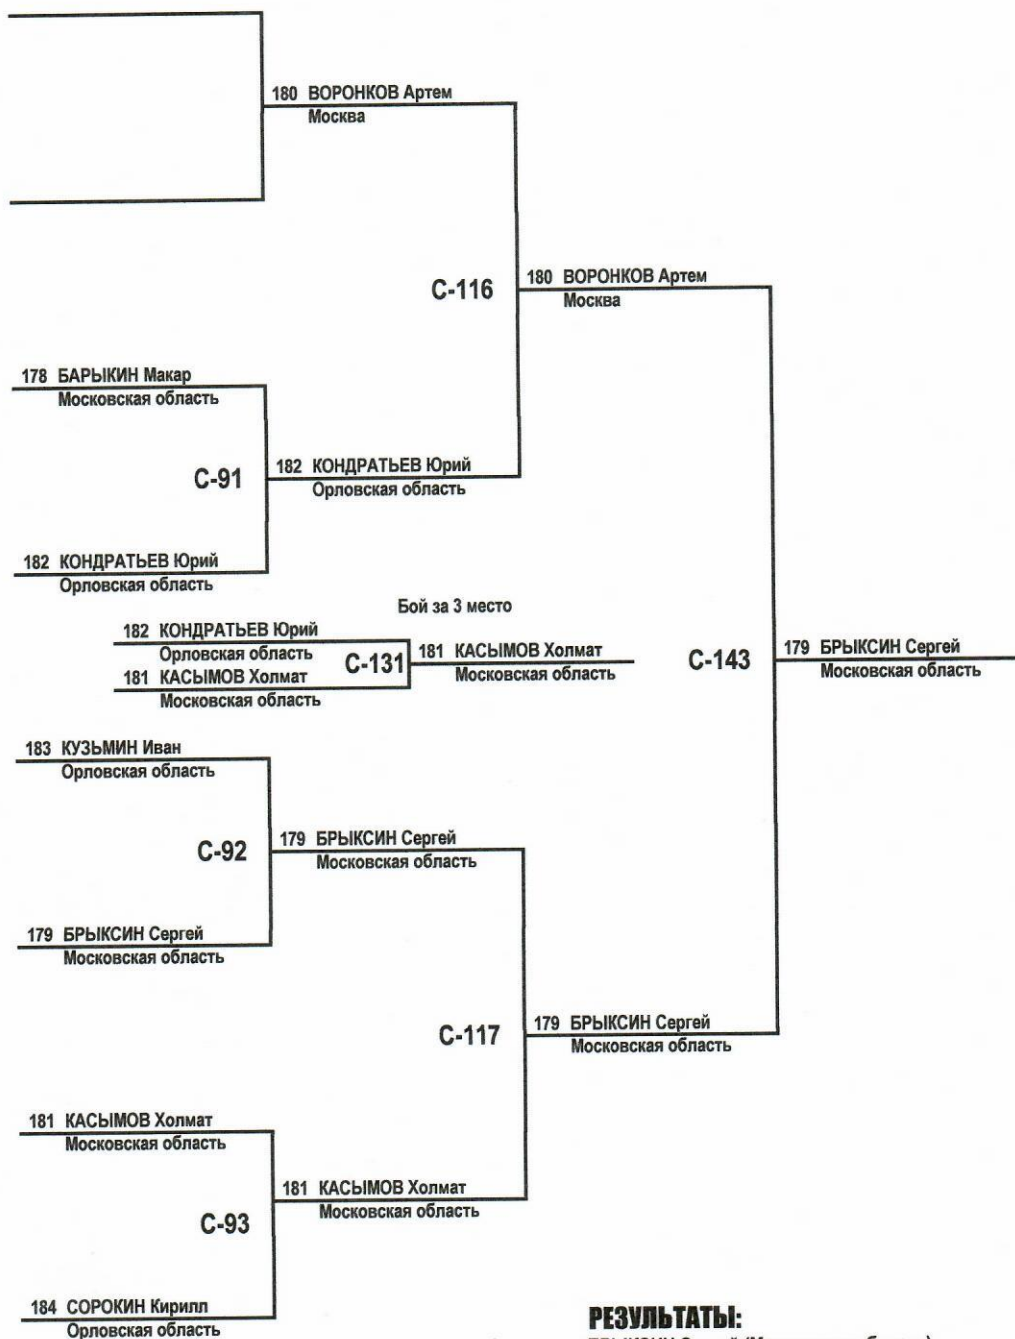 180 ВОРОНКОВ Артем
Москва
С-116
180 ВОРОНКОВ Артем
Москва
178 БАРЫКИН Макар
Московская область
С-91
182 КОНДРАТЬЕВ Юрий
Орловская область
182 КОНДРАТЬЕВ Юрий
Орловская область
Бой за 3 место
182 КОНДРАТЬЕВ Юрий
Орловская область
С-131
181 КАСЫМОВ Холмат
Московская область
181 КАСЫМОВ Холмат
Московская область
С-143
179 БРЫКСИН Сергей
Московская область
183 КУЗЬМИН Иван
Орловская область
С-92
179 БРЫКСИН Сергей
Московская область
179 БРЫКСИН Сергей
Московская область
С-117
179 БРЫКСИН Сергей
Московская область
181 КАСЫМОВ Холмат
Московская область
С-93
181 КАСЫМОВ Холмат
Московская область
184 СОРОКИН Кирилл
Орловская область
РЕЗУЛЬТАТЫ: